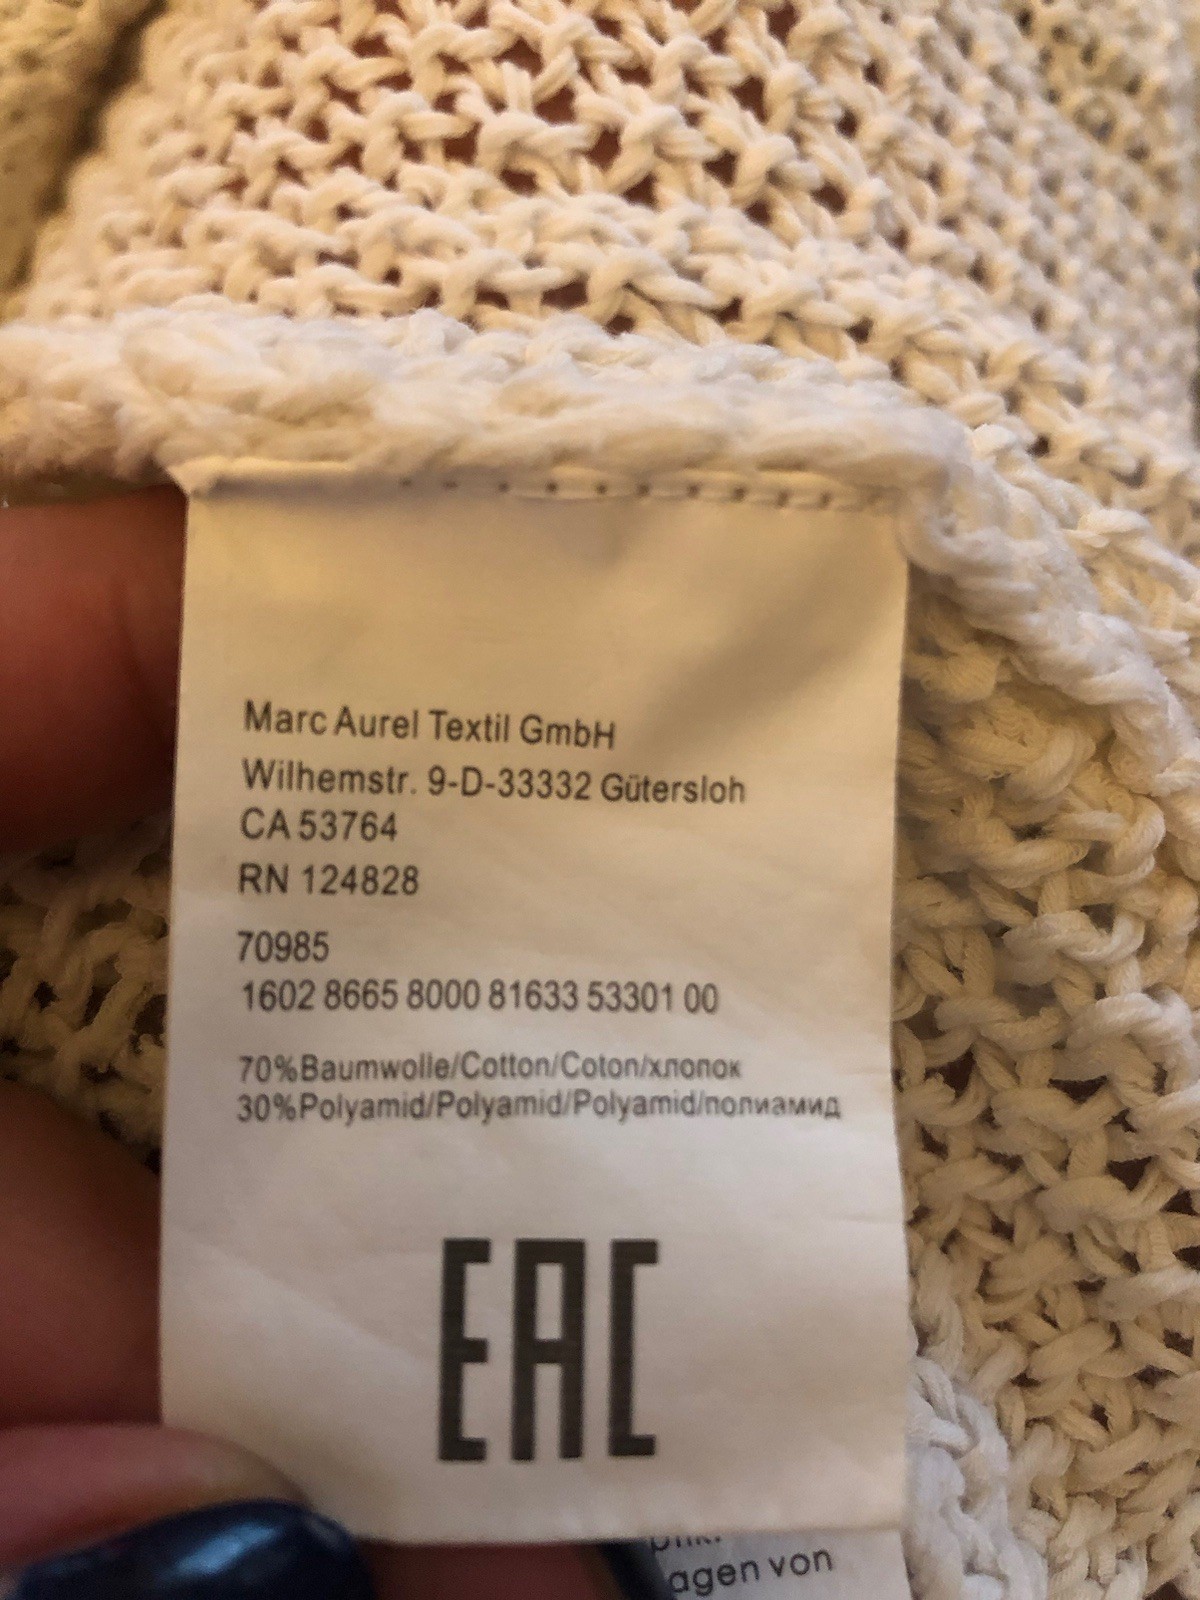 Marc Aurel Textil GmbH
Wilhemstr. 9-D-33332 Gütersloh
CA 53764
RN 124828
70985
1602 8665 8000 81633 53301 00
70%Baumwolle/Cotton/Coton/хлопок
30%Polyamid/Polyamid/Polyamid/полиамид
EAC
agen von